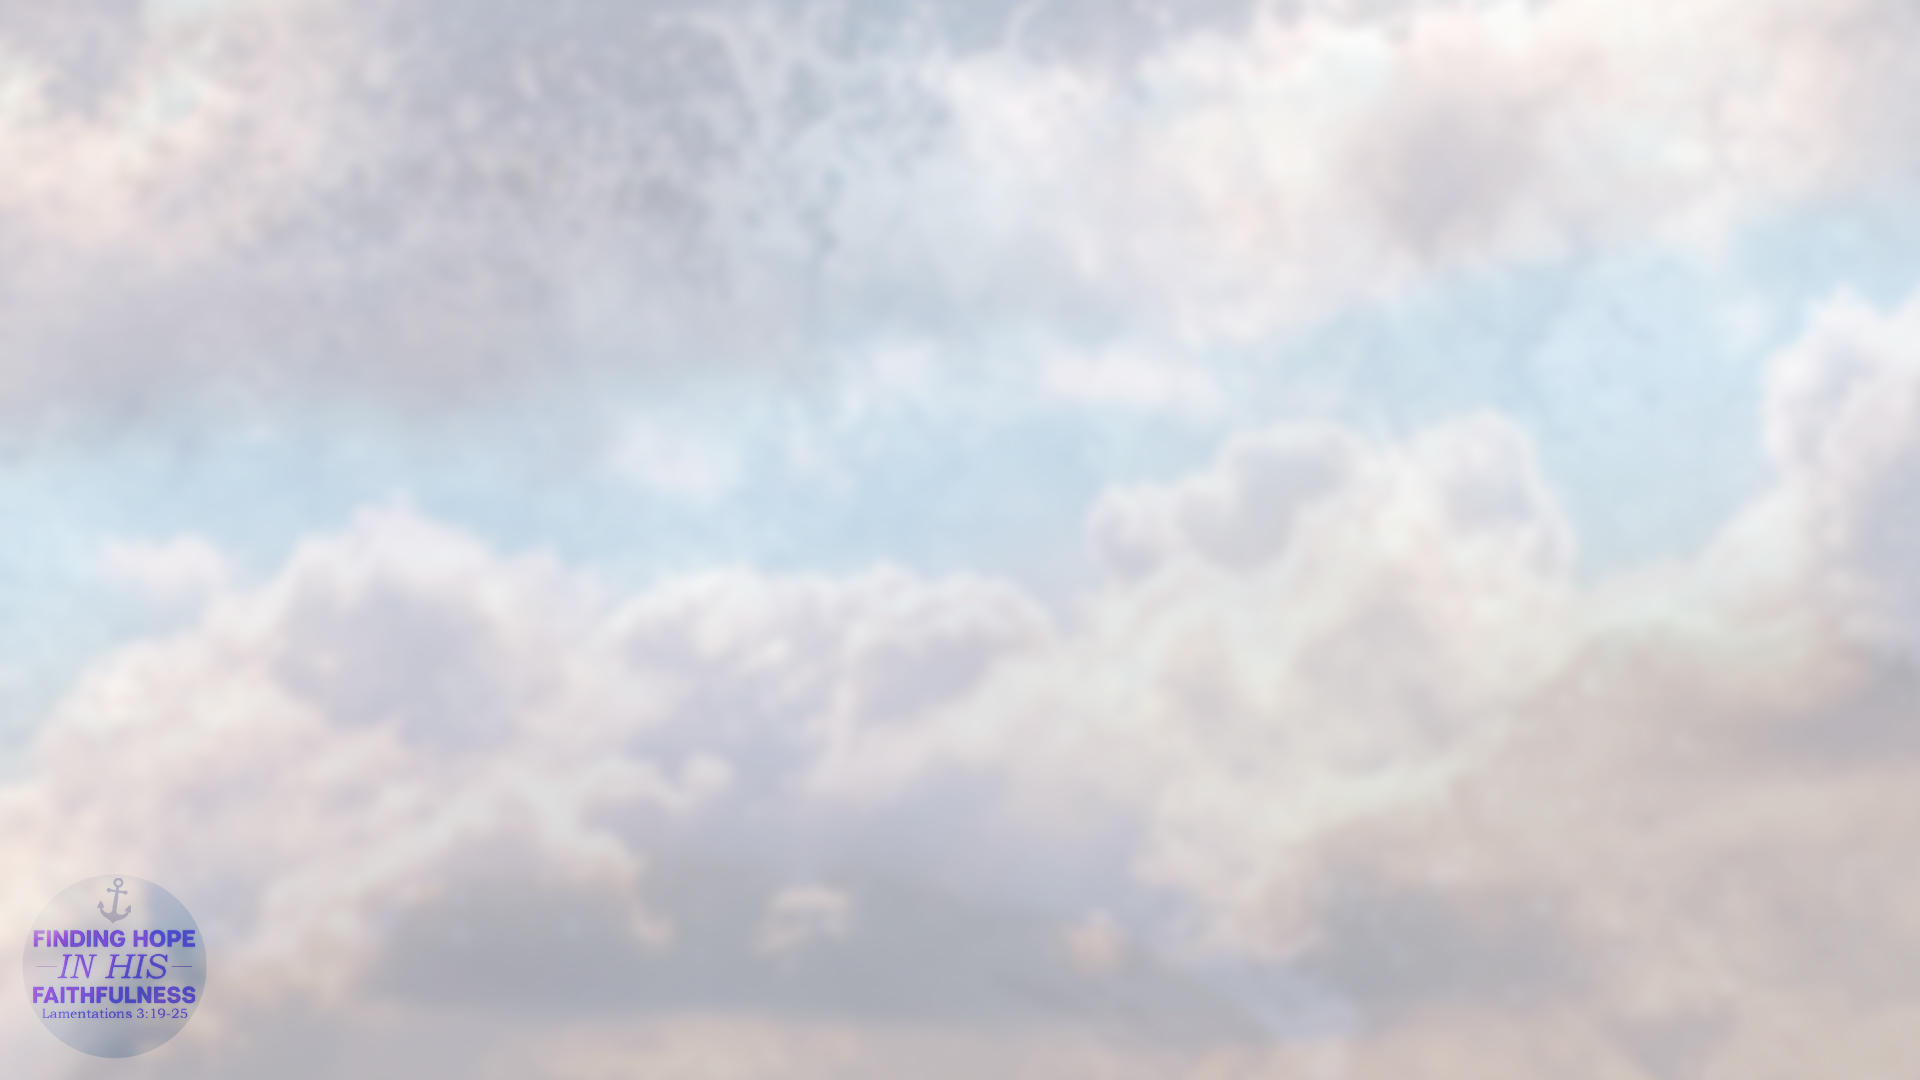 FINDING HOPE
IN HIS
FAITHFULNESS
Lamentations 3:19-25